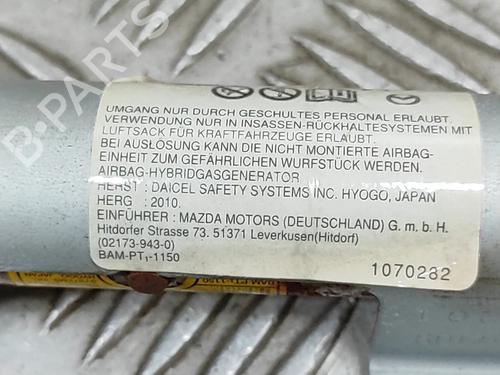 B-PARTS
UMGANG NUR DURCH GESCHULTES PERSONAL ERLAUBT.
VERWENDUNG NUR IN INSASSEN-RÜCKHALTESYSTEMEN MIT
LUFTSACK FÜR KRAFTFAHRZEUGE ERLAUBT.
BEI AUSLÖSUNG KANN DIE NICHT MONTIERTE AIRBAG-
EINHEIT ZUM GEFÄHRLICHEN WURFSTÜCK WERDEN.
AIRBAG-HYBRIDGASGENERATOR
HERST : DAICEL SAFETY SYSTEMS INC. HYOGO, JAPAN
HERG : 2010.
EINFÜHRER : MAZDA MOTORS (DEUTSCHLAND) G. m. b. H.
Hitdorfer Strasse 73. 51371 Leverkusen(Hitdorf)
(02173-943-0)
BAM-PT₁-1150
1070282